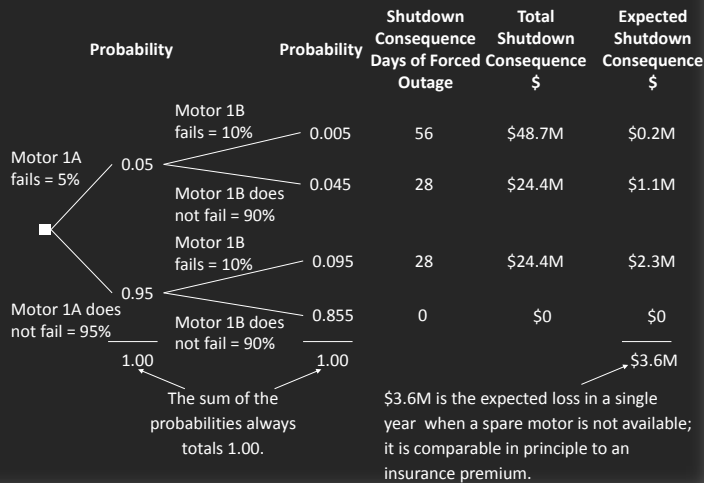 Probability
Probability
Shutdown
Consequence
Days of Forced
Outage
Total
Shutdown
Consequence
$
Expected
Shutdown
Consequence
$
Motor 1A
fails = 5%
0.05
Motor 1B
fails = 10%
0.005
56
$48.7M
$0.2M
Motor 1B does
not fail = 90%
0.045
28
$24.4M
$1.1M
Motor 1A does
not fail = 95%
0.95
Motor 1B
fails = 10%
0.095
28
$24.4M
$2.3M
Motor 1B does
not fail = 90%
0.855
0
$0
$0
1.00
1.00
$3.6M
The sum of the
probabilities always
totals 1.00.
$3.6M is the expected loss in a single
year when a spare motor is not available;
it is comparable in principle to an
insurance premium.